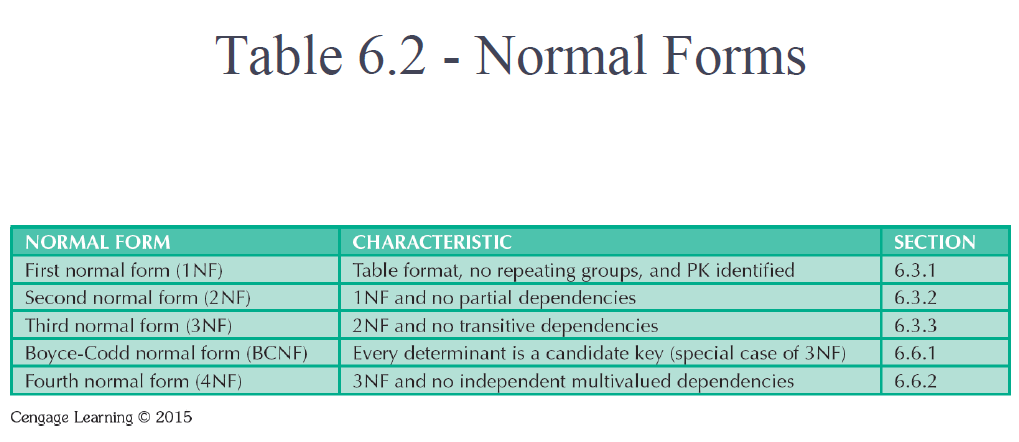 Table 6.2 - Normal Forms
NORMAL FORM CHARACTERISTIC SECTION
First normal form (1NF) Table format, no repeating groups, and PK identified 6.3.1
Second normal form (2NF) 1NF and no partial dependencies 6.3.2
Third normal form (3NF) 2NF and no transitive dependencies 6.3.3
Boyce-Codd normal form (BCNF) Every determinant is a candidate key (special case of 3NF) 6.6.1
Fourth normal form (4NF) 3NF and no independent multivalued dependencies 6.6.2
Cengage Learning © 2015